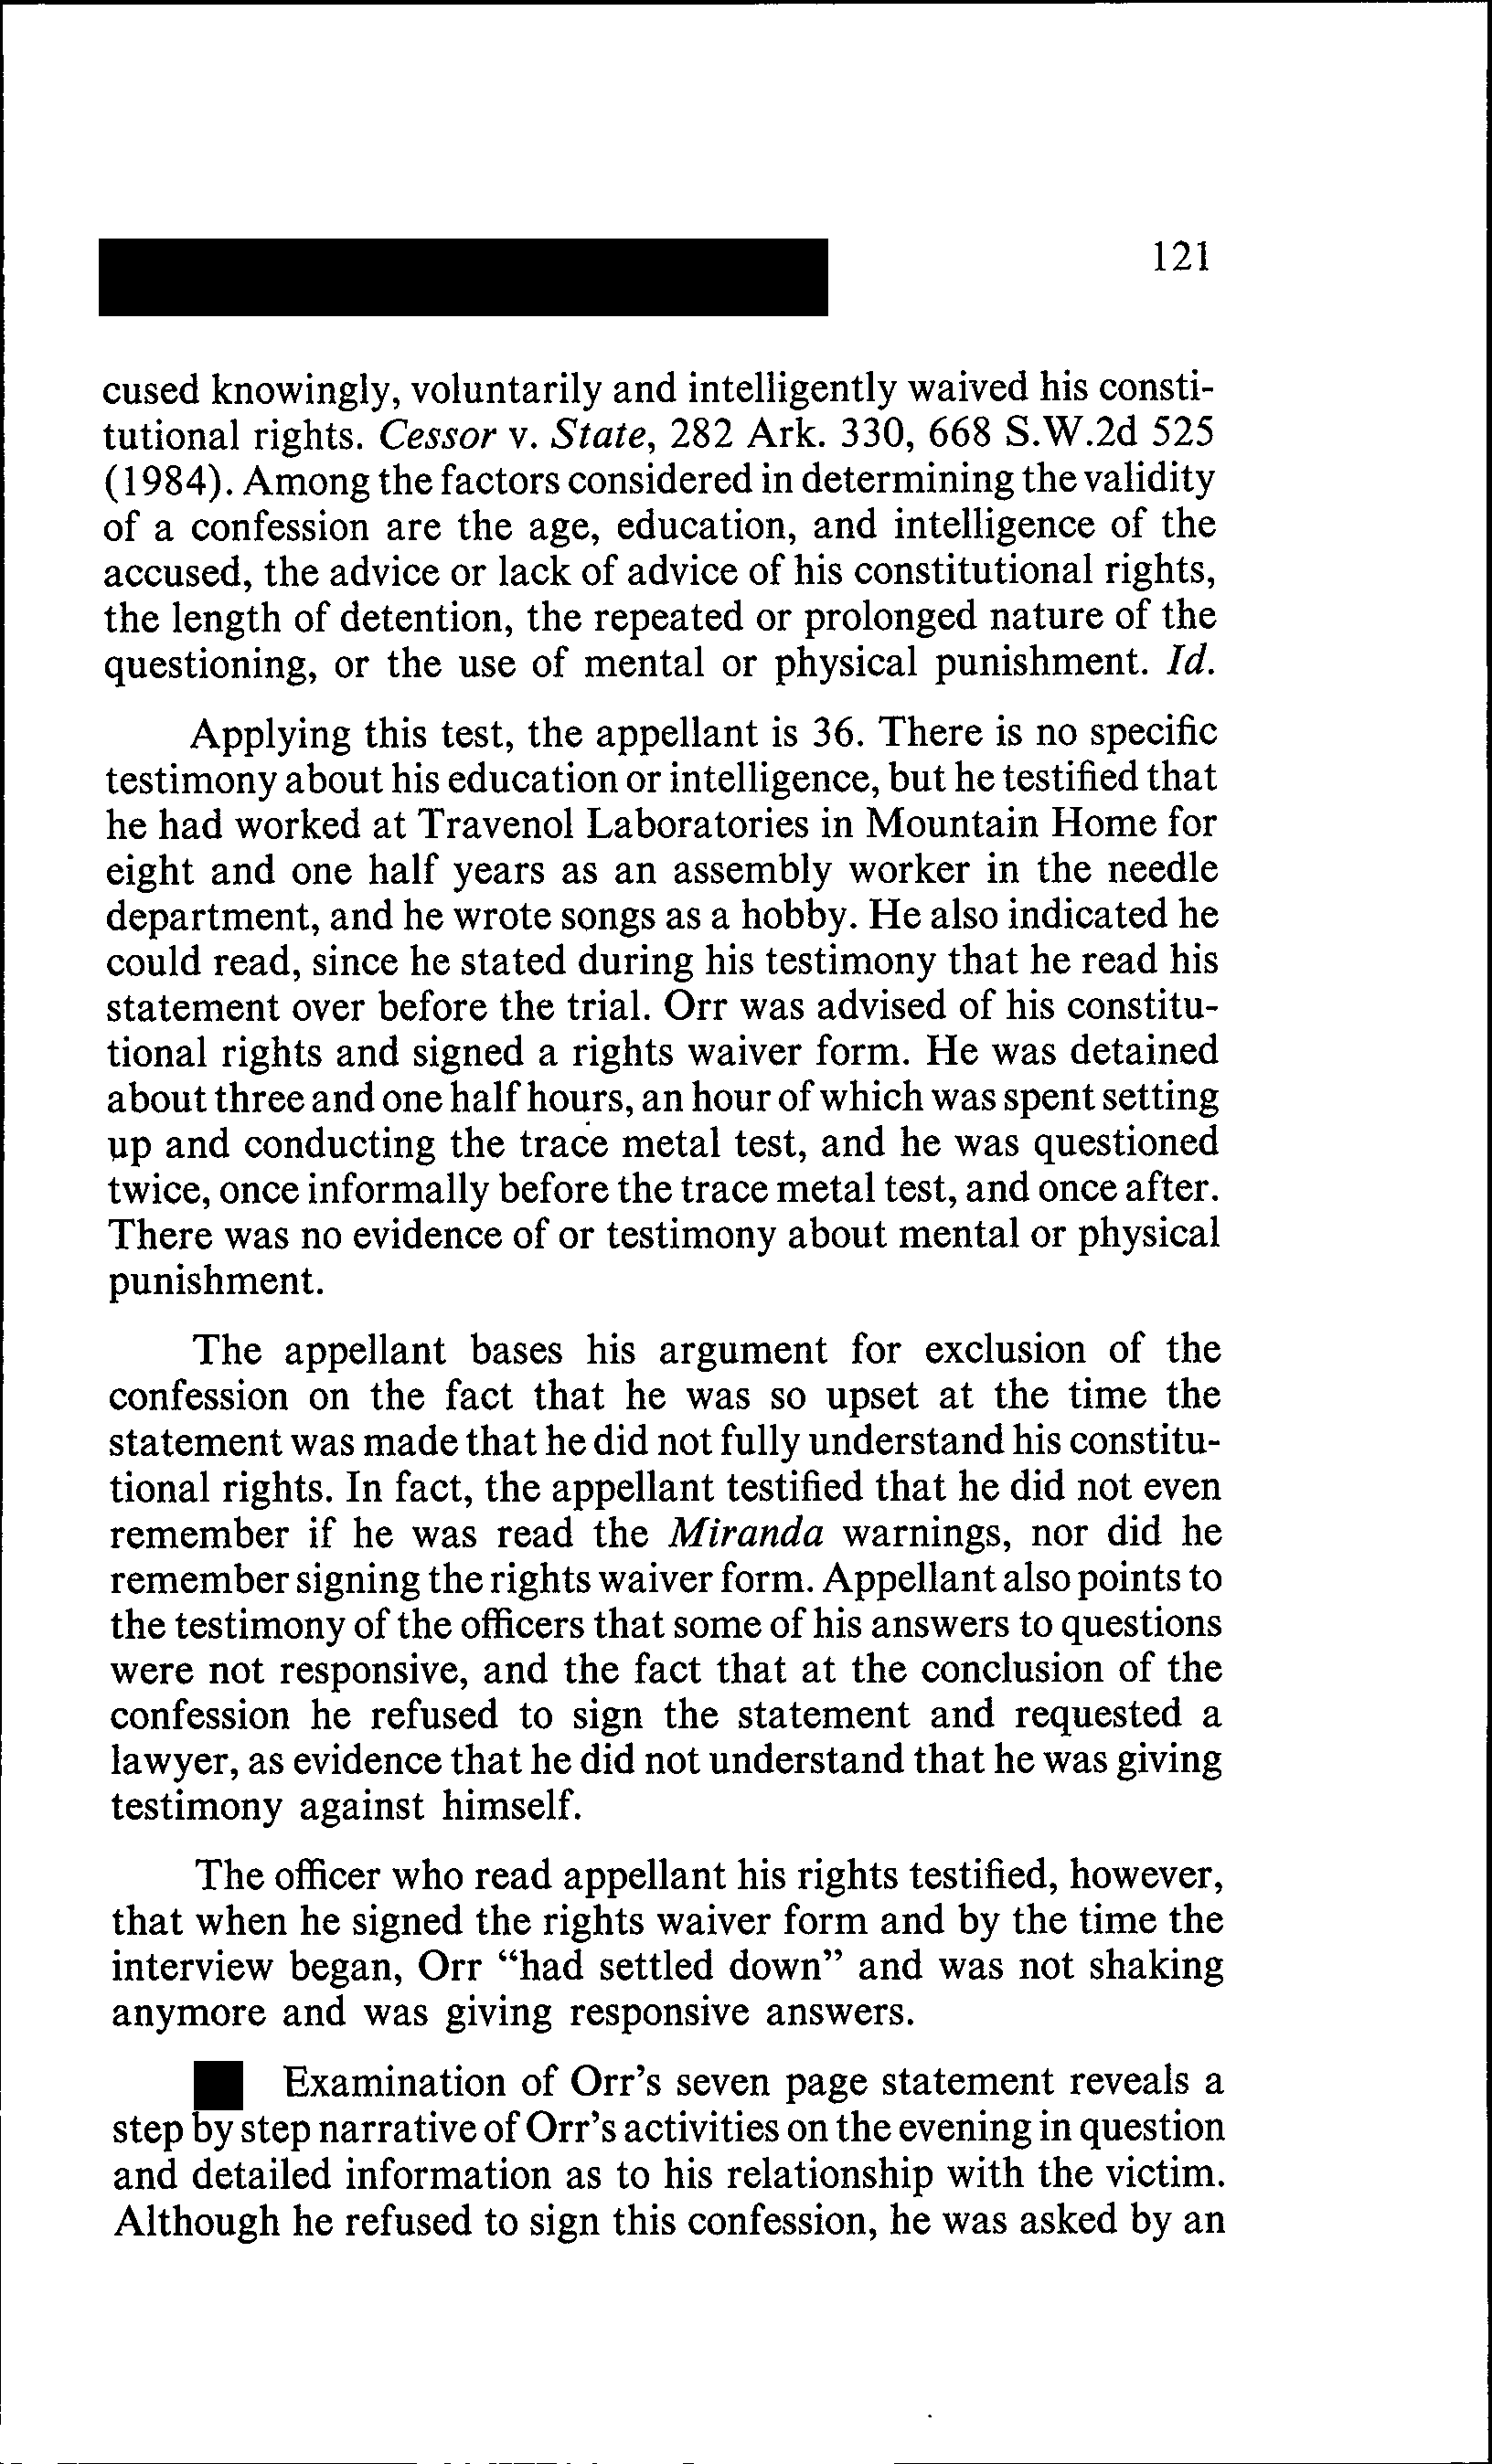 121
cused knowingly, voluntarily and intelligently waived his consti-
tutional rights. Cessor v. State, 282 Ark. 330, 668 S.W.2d 525
(1984). Among the factors considered in determining the validity
of a confession are the age, education, and intelligence of the
accused, the advice or lack of advice of his constitutional rights,
the length of detention, the repeated or prolonged nature of the
questioning, or the use of mental or physical punishment. Id.
Applying this test, the appellant is 36. There is no specific
testimony about his education or intelligence, but he testified that
he had worked at Travenol Laboratories in Mountain Home for
eight and one half years as an assembly worker in the needle
department, and he wrote songs as a hobby. He also indicated he
could read, since he stated during his testimony that he read his
statement over before the trial. Orr was advised of his constitu-
tional rights and signed a rights waiver form. He was detained
about three and one half hours, an hour of which was spent setting
up and conducting the trace metal test, and he was questioned
twice, once informally before the trace metal test, and once after.
There was no evidence of or testimony about mental or physical
punishment.
The appellant bases his argument for exclusion of the
confession on the fact that he was so upset at the time the
statement was made that he did not fully understand his constitu-
tional rights. In fact, the appellant testified that he did not even
remember if he was read the Miranda warnings, nor did he
remember signing the rights waiver form. Appellant also points to
the testimony of the officers that some of his answers to questions
were not responsive, and the fact that at the conclusion of the
confession he refused to sign the statement and requested a
lawyer, as evidence that he did not understand that he was giving
testimony against himself.
The officer who read appellant his rights testified, however,
that when he signed the rights waiver form and by the time the
interview began, Orr "had settled down" and was not shaking
anymore and was giving responsive answers.
Examination of Orr's seven page statement reveals a
step by step narrative of Orr's activities on the evening in question
and detailed information as to his relationship with the victim.
Although he refused to sign this confession, he was asked by an